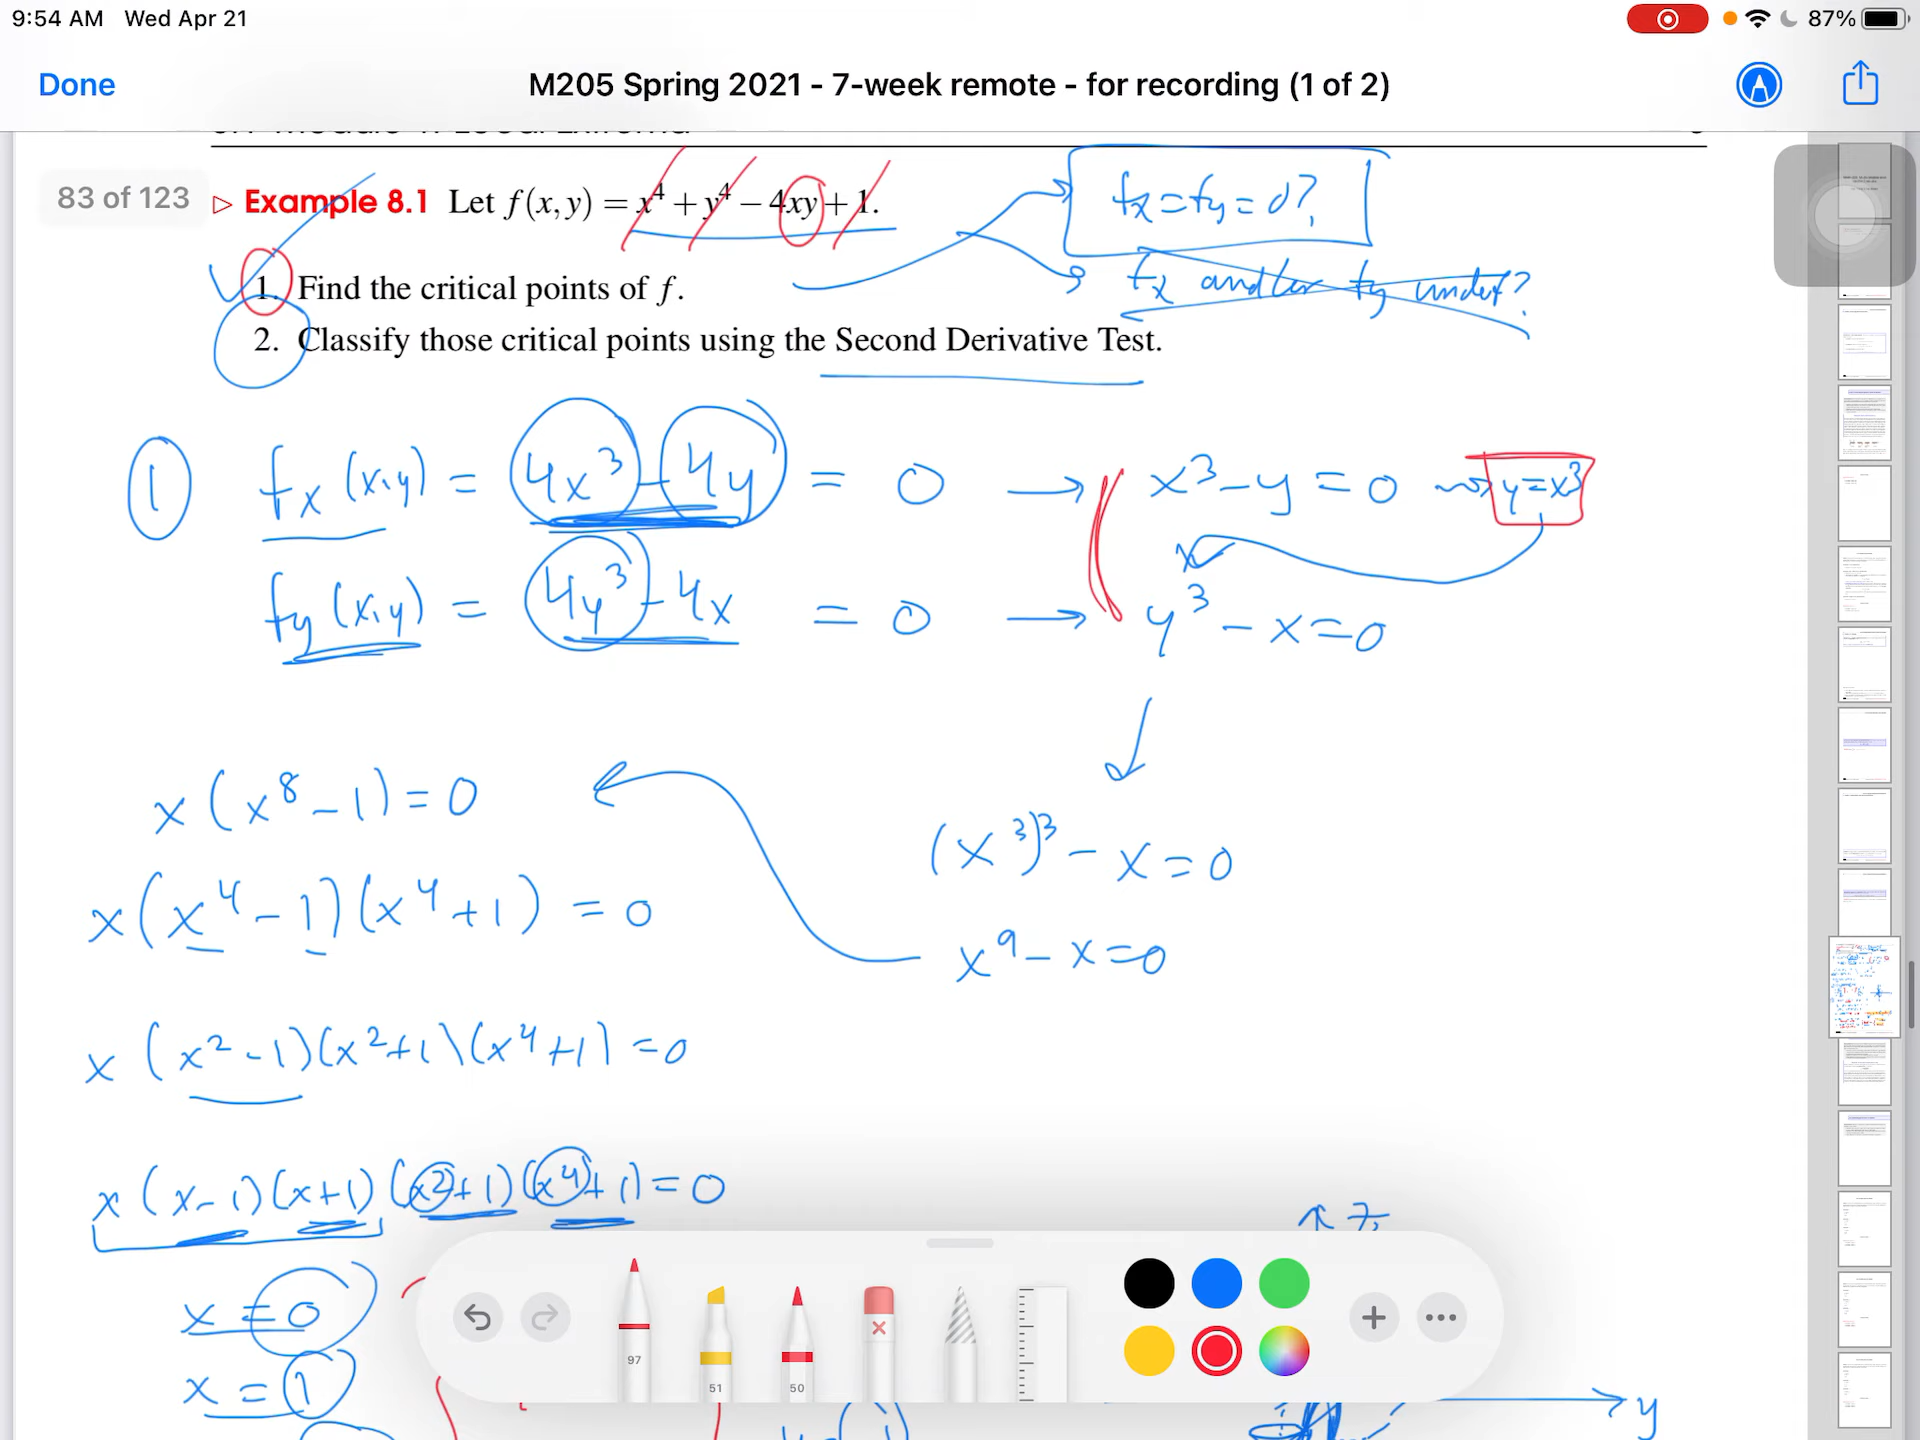 9:54 AM Wed Apr 21
87%
Done
M205 Spring 2021 - 7-week remote - for recording (1 of 2)
83 of 123
▷ Example 8.1 Let f(x,y) = x⁴ + y⁴ − 4xy + 1.
fx = fy = 0?
1. Find the critical points of f.
fx and/or fy undef?
2. Classify those critical points using the Second Derivative Test.
① fx (x,y) = 4x³ - 4y = 0 → x³ - y = 0 y = x³
fy (x,y) = 4y³ - 4x = 0 → y³ - x = 0
x (x⁸ - 1) = 0
(x³)³ - x = 0
x (x⁴ - 1)(x⁴ + 1) = 0
x⁹ - x = 0
x (x² - 1)(x² + 1)(x⁴ + 1) = 0
x (x - 1)(x + 1)(x² + 1)(x⁴ + 1) = 0
z
x = 0
97
51
50
x = 1
y